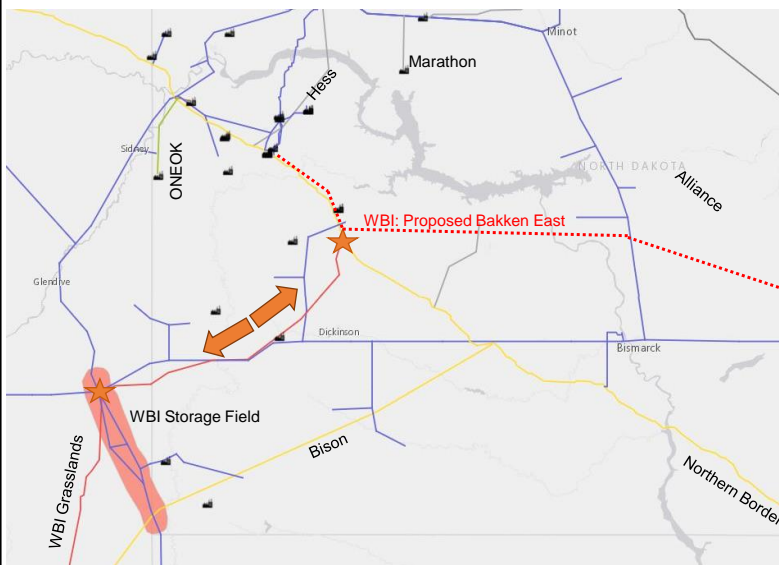 Minot
Marathon
Hess
Sidney
ONEOK
NORTH DAKOTA
Alliance
WBI: Proposed Bakken East
Glendive
Dickinson
Bismarck
WBI Storage Field
Bison
WBI Grasslands
Northern Border